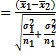 = (x̄₁−x̄₂) / √(σ₁²/n₁ + σ₂²/n₂)